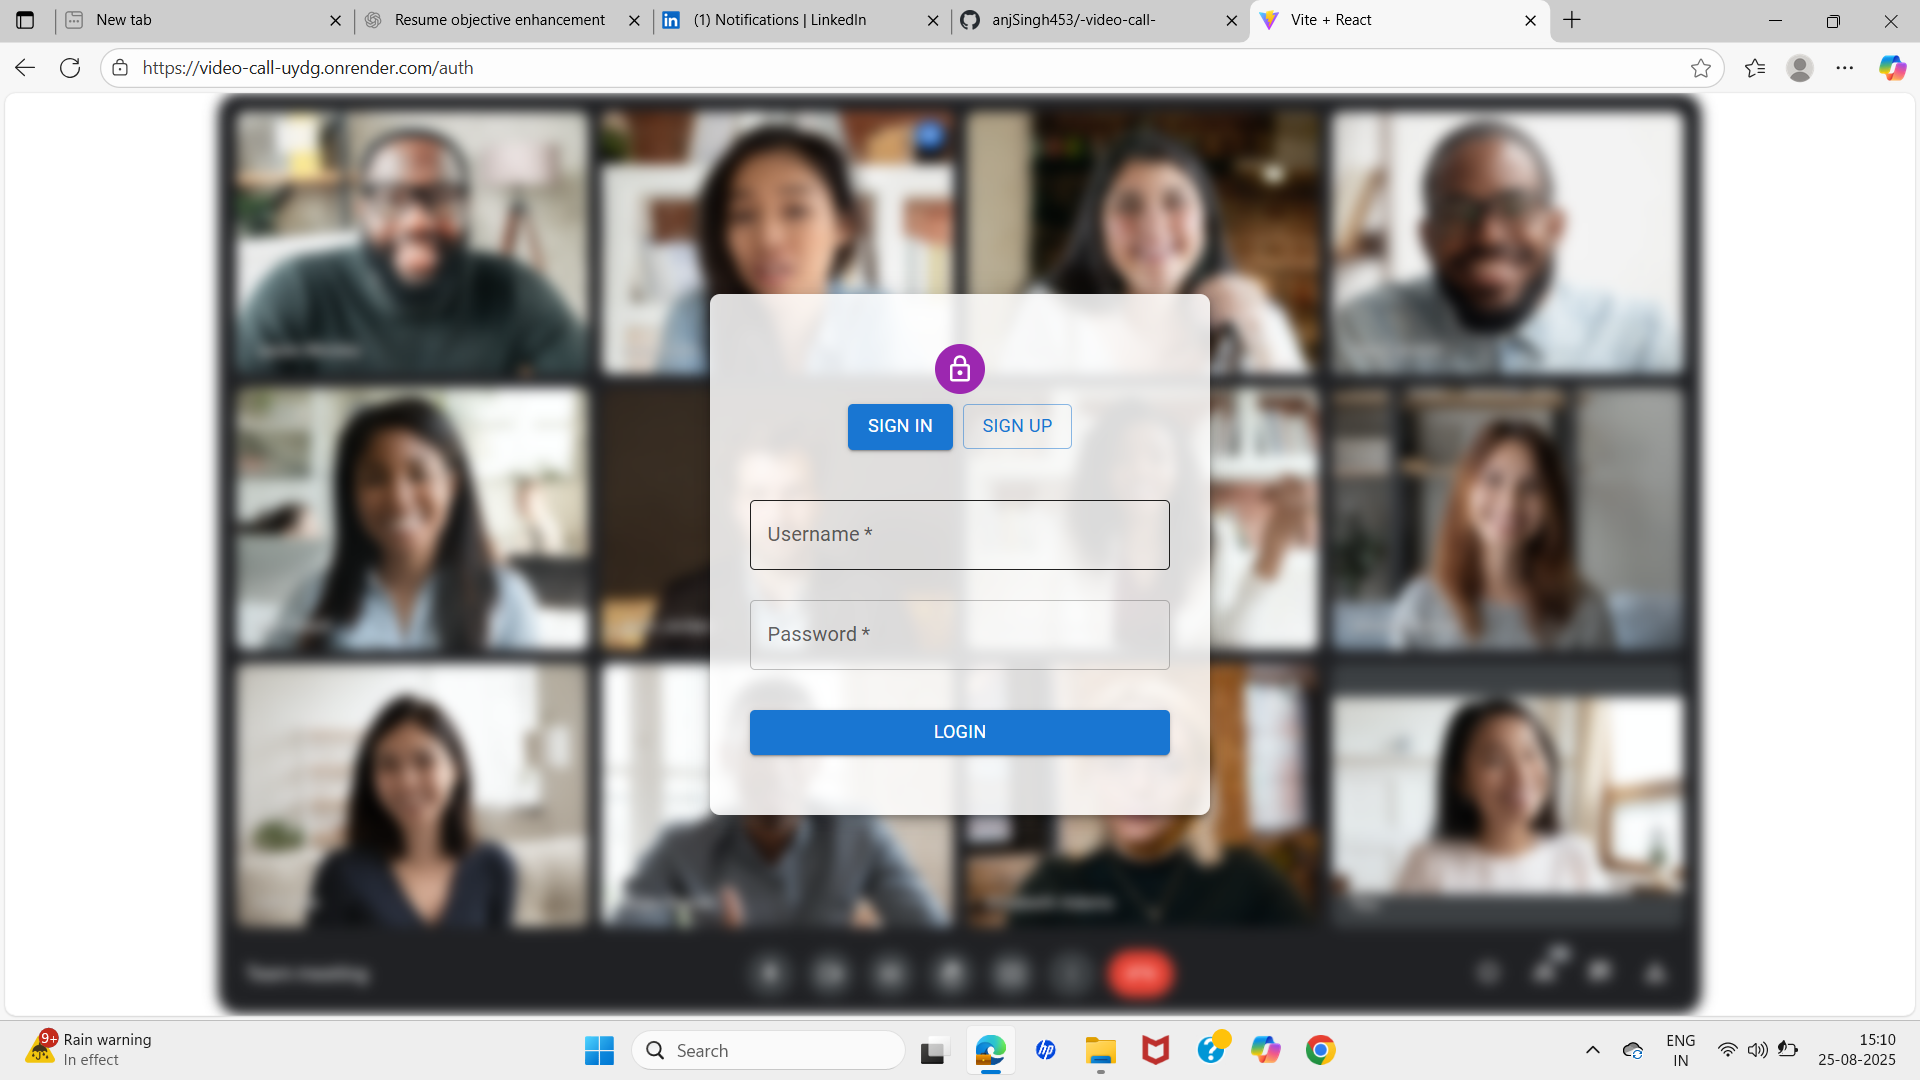 New tab
Resume objective enhancement
(1) Notifications | LinkedIn
anjSingh453/-video-call-
Vite + React
https://video-call-uydg.onrender.com/auth
SIGN IN
SIGN UP
Username *
Password *
LOGIN
Team meeting
9+
Rain warning
In effect
Search
ENG
IN
15:10
25-08-2025